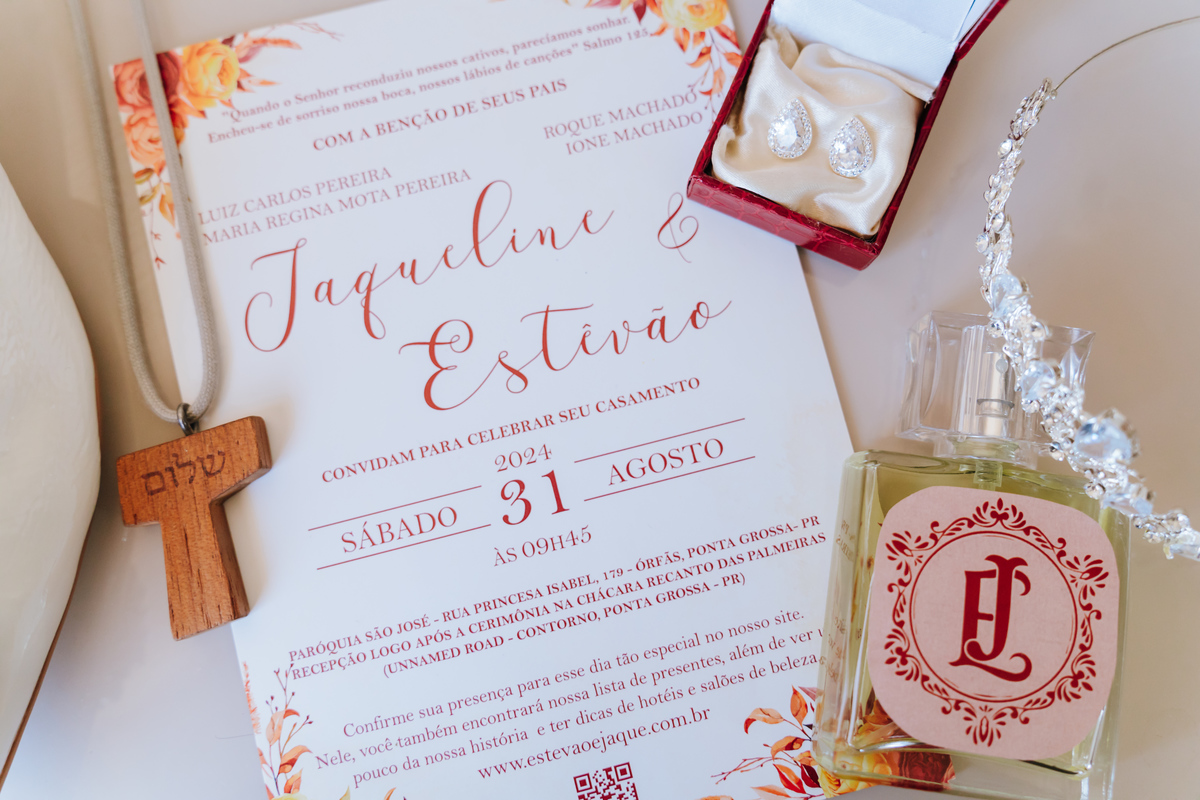 "Quando o Senhor reconduziu nossos cativos, parecíamos sonhar.
Encheu-se de sorriso nossa boca, nossos lábios de canções" Salmo 125
COM A BENÇÃO DE SEUS PAIS
ROQUE MACHADO
IONE MACHADO
LUIZ CARLOS PEREIRA
MARIA REGINA MOTA PEREIRA
Jaqueline &
Estêvão
CONVIDAM PARA CELEBRAR SEU CASAMENTO
2024
SÁBADO 31 AGOSTO
ÀS 09H45
PARÓQUIA SÃO JOSÉ - RUA PRINCESA ISABEL, 179 - ÓRFÃS, PONTA GROSSA- PR
RECEPÇÃO LOGO APÓS A CERIMÔNIA NA CHÁCARA RECANTO DAS PALMEIRAS
(UNNAMED ROAD - CONTORNO, PONTA GROSSA - PR)
Confirme sua presença para esse dia tão especial no nosso site.
Nele, você também encontrará nossa lista de presentes, além de ver
pouco da nossa história e ter dicas de hotéis e salões de beleza.
www.estevaoejaque.com.br
שלום
EJ